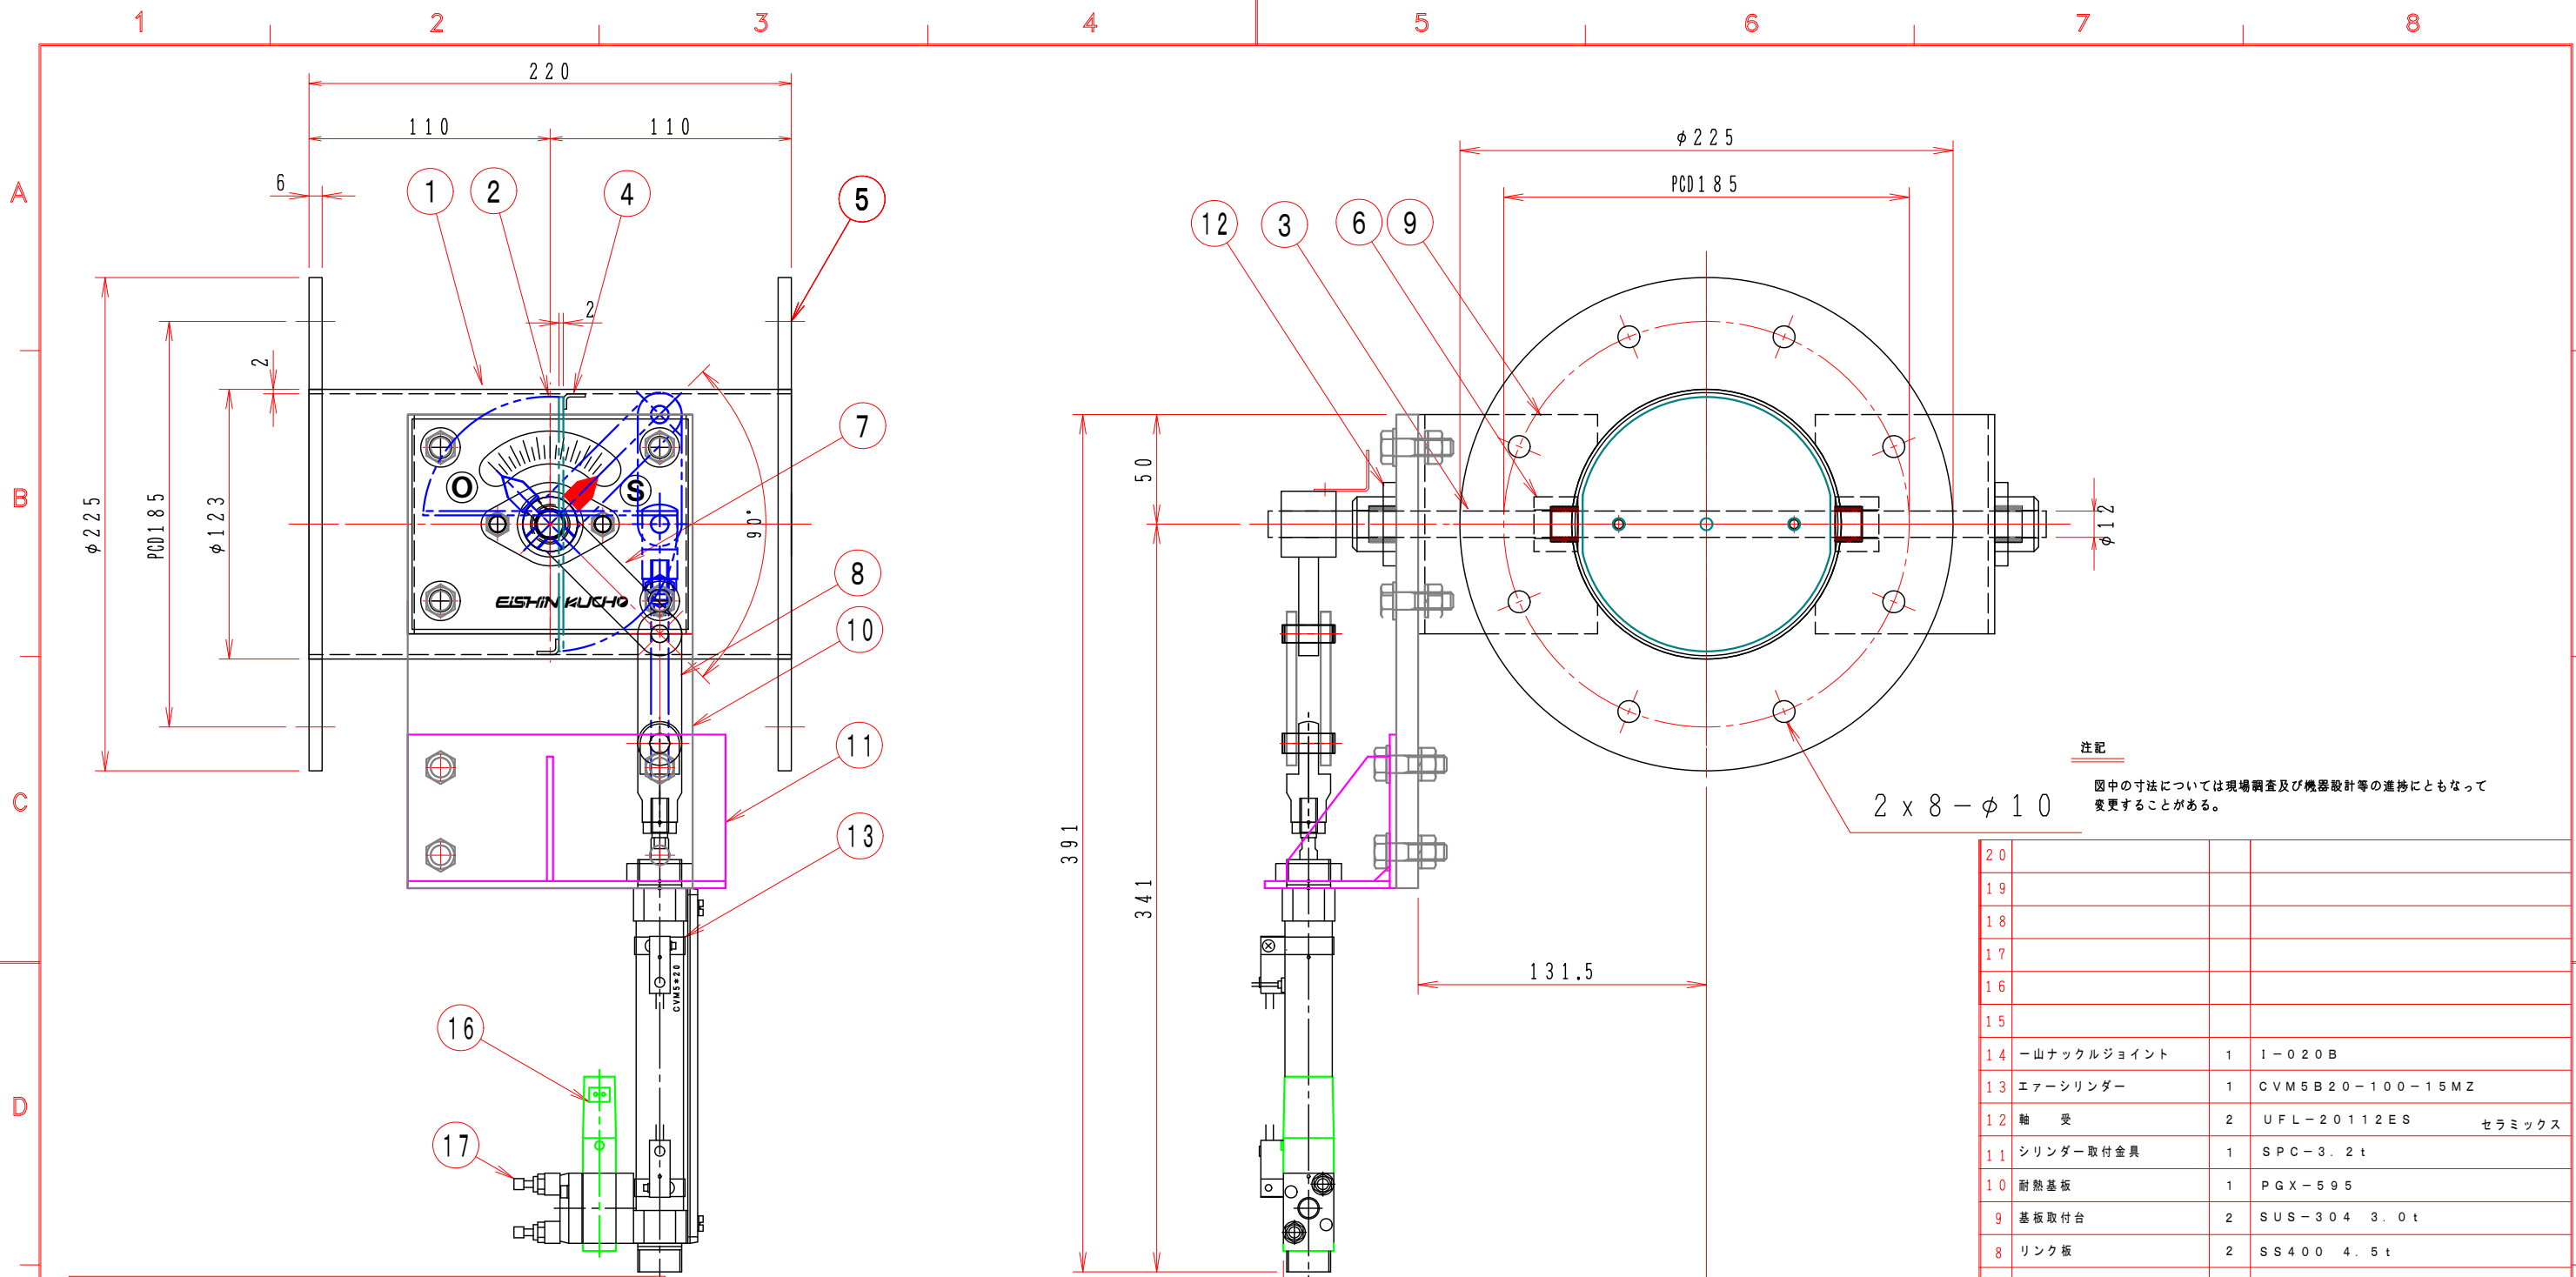 1 2 3 4 5 6 7 8
220
110 110
φ225
6
PCD185
A
1 2 4 5
12 3 6 9
2
2
7
50
B
O S
90°
φ225
PCD185
φ123
φ12
EiSHiN KUCHO
8
10
11
注記
図中の寸法については現場調査及び機器設計等の進捗にともなって
変更することがある。
C
2x8-φ10
13
391
341
131.5
CVM5*20
16
D
17
20
19
18
17
16
15
14 一山ナックルジョイント 1 I-020B
13 エアーシリンダー 1 CVM5B20-100-15MZ
12 軸 受 2 UFL-20112ES セラミックス
11 シリンダー取付金具 1 SPC-3.2t
10 耐熱基板 1 PGX-595
9 基板取付台 2 SUS-304 3.0t
8 リンク板 2 SS400 4.5t